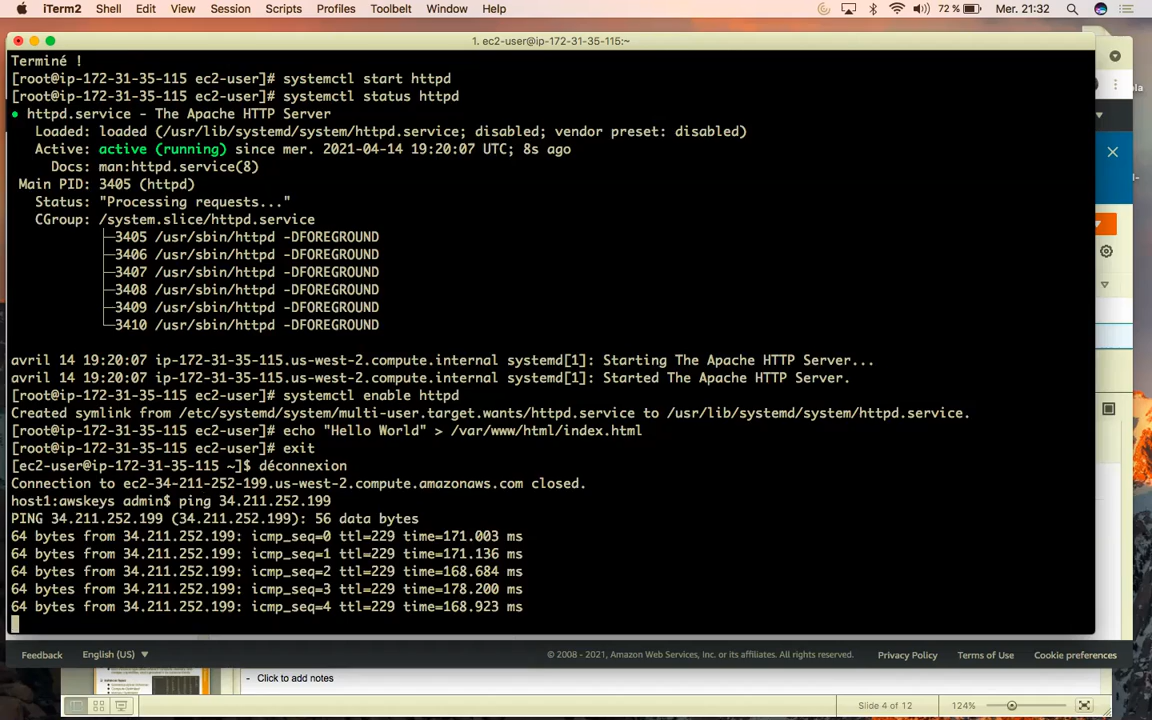 iTerm2 Shell Edit View Session Scripts Profiles Toolbelt Window Help 72 % Mer. 21:32
1. ec2-user@ip-172-31-35-115:~
Terminé !
[root@ip-172-31-35-115 ec2-user]# systemctl start httpd
[root@ip-172-31-35-115 ec2-user]# systemctl status httpd
● httpd.service - The Apache HTTP Server
Loaded: loaded (/usr/lib/systemd/system/httpd.service; disabled; vendor preset: disabled)
Active: active (running) since mer. 2021-04-14 19:20:07 UTC; 8s ago
Docs: man:httpd.service(8)
Main PID: 3405 (httpd)
Status: "Processing requests..."
CGroup: /system.slice/httpd.service
├─3405 /usr/sbin/httpd -DFOREGROUND
├─3406 /usr/sbin/httpd -DFOREGROUND
├─3407 /usr/sbin/httpd -DFOREGROUND
├─3408 /usr/sbin/httpd -DFOREGROUND
├─3409 /usr/sbin/httpd -DFOREGROUND
└─3410 /usr/sbin/httpd -DFOREGROUND
avril 14 19:20:07 ip-172-31-35-115.us-west-2.compute.internal systemd[1]: Starting The Apache HTTP Server...
avril 14 19:20:07 ip-172-31-35-115.us-west-2.compute.internal systemd[1]: Started The Apache HTTP Server.
[root@ip-172-31-35-115 ec2-user]# systemctl enable httpd
Created symlink from /etc/systemd/system/multi-user.target.wants/httpd.service to /usr/lib/systemd/system/httpd.service.
[root@ip-172-31-35-115 ec2-user]# echo "Hello World" > /var/www/html/index.html
[root@ip-172-31-35-115 ec2-user]# exit
[ec2-user@ip-172-31-35-115 ~]$ déconnexion
Connection to ec2-34-211-252-199.us-west-2.compute.amazonaws.com closed.
host1:awskeys admin$ ping 34.211.252.199
PING 34.211.252.199 (34.211.252.199): 56 data bytes
64 bytes from 34.211.252.199: icmp_seq=0 ttl=229 time=171.003 ms
64 bytes from 34.211.252.199: icmp_seq=1 ttl=229 time=171.136 ms
64 bytes from 34.211.252.199: icmp_seq=2 ttl=229 time=168.684 ms
64 bytes from 34.211.252.199: icmp_seq=3 ttl=229 time=178.200 ms
64 bytes from 34.211.252.199: icmp_seq=4 ttl=229 time=168.923 ms
Feedback English (US) © 2008 - 2021, Amazon Web Services, Inc. or its affiliates. All rights reserved. Privacy Policy Terms of Use Cookie preferences
- Click to add notes
Slide 4 of 12 124%